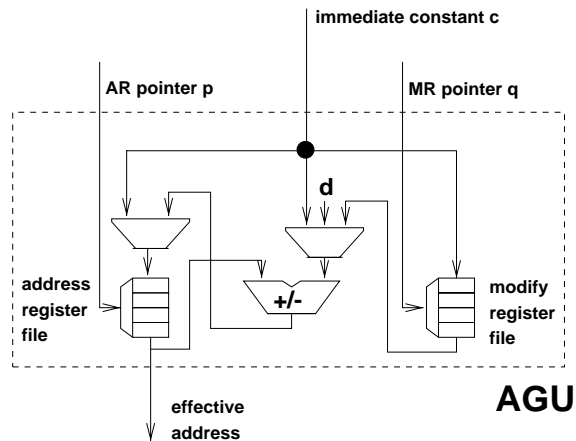 immediate constant c
AR pointer p
MR pointer q
d
+/-
address
register
file
modify
register
file
AGU
effective
address